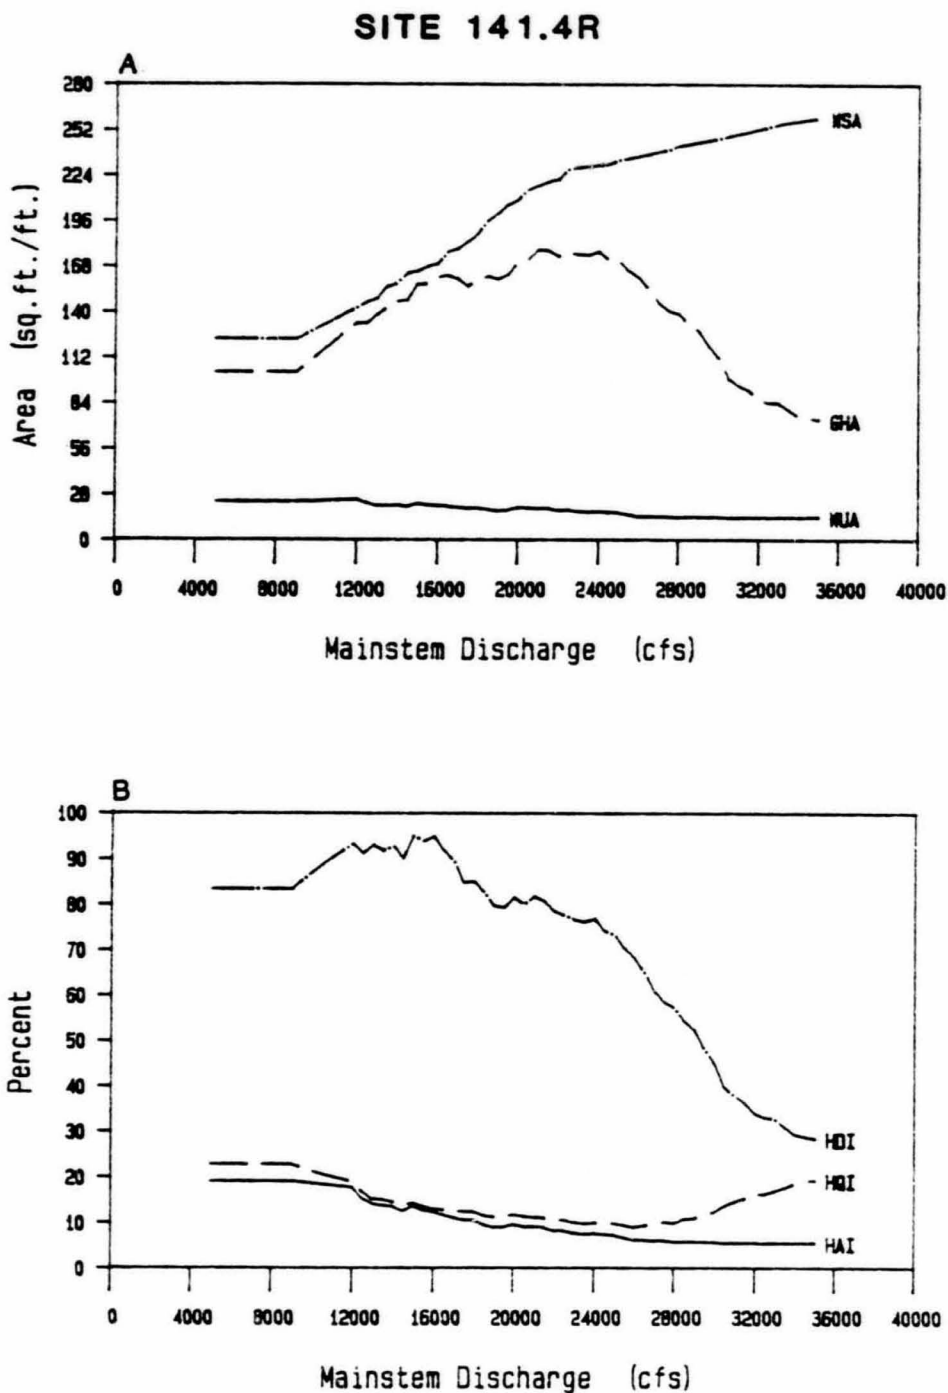 SITE 141.4R
A
280
252
224
196
168
140
112
84
56
28
0
Area (sq.ft./ft.)
WSA
GHA
WUA
0 4000 8000 12000 16000 20000 24000 28000 32000 36000 40000
Mainstem Discharge (cfs)
B
100
90
80
70
60
50
40
30
20
10
0
Percent
HDI
HQI
HAI
0 4000 8000 12000 16000 20000 24000 28000 32000 36000 40000
Mainstem Discharge (cfs)